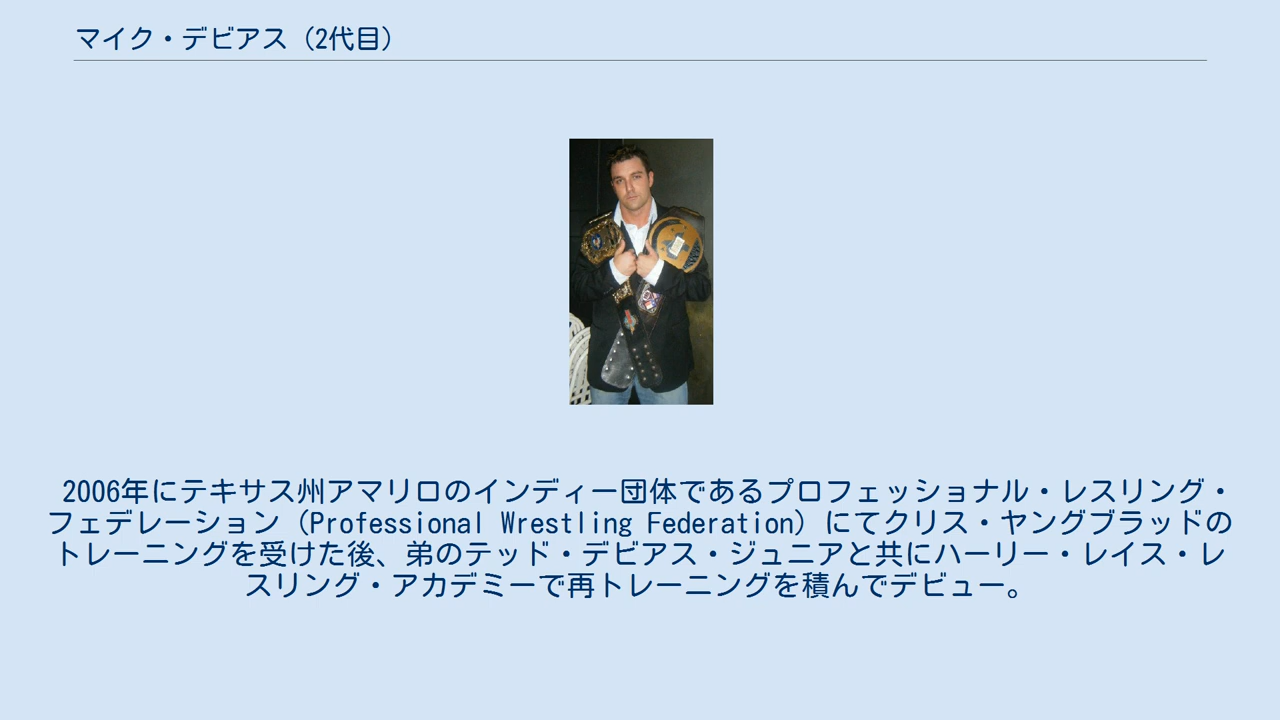 マイク・デビアス（2代目）
2006年にテキサス州アマリロのインディー団体であるプロフェッショナル・レスリング・
フェデレーション（Professional Wrestling Federation）にてクリス・ヤングブラッドの
トレーニングを受けた後、弟のテッド・デビアス・ジュニアと共にハーリー・レイス・レ
スリング・アカデミーで再トレーニングを積んでデビュー。